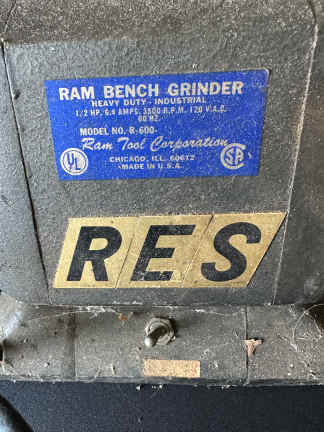 RAM BENCH GRINDER
HEAVY DUTY - INDUSTRIAL
1/2 HP, 6.4 AMPS, 3500 R.P.M. 120 V.A.C.
60 HZ.
MODEL NO. R-600
Ram Tool Corporation
UL SA
CHICAGO, ILL. 60612
MADE IN U.S.A.
RES